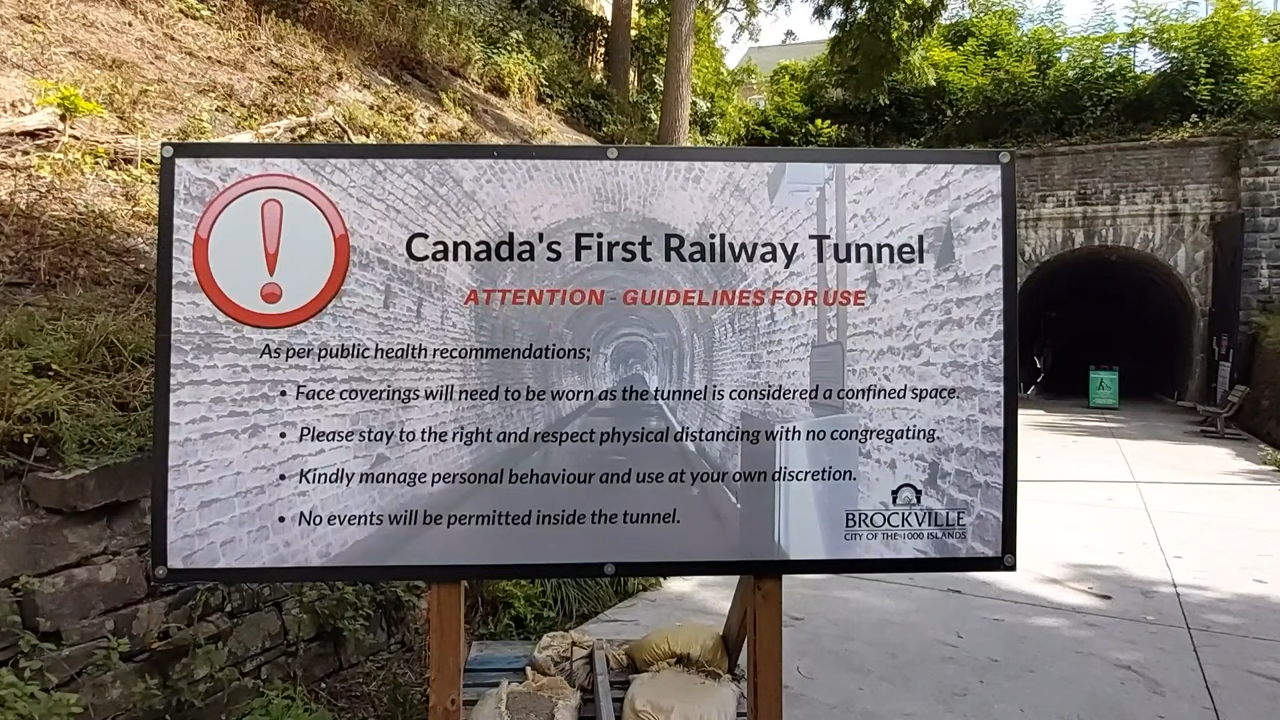 Canada's First Railway Tunnel
ATTENTION - GUIDELINES FOR USE
As per public health recommendations;
• Face coverings will need to be worn as the tunnel is considered a confined space.
• Please stay to the right and respect physical distancing with no congregating.
• Kindly manage personal behaviour and use at your own discretion.
• No events will be permitted inside the tunnel.
BROCKVILLE
CITY OF THE 1000 ISLANDS